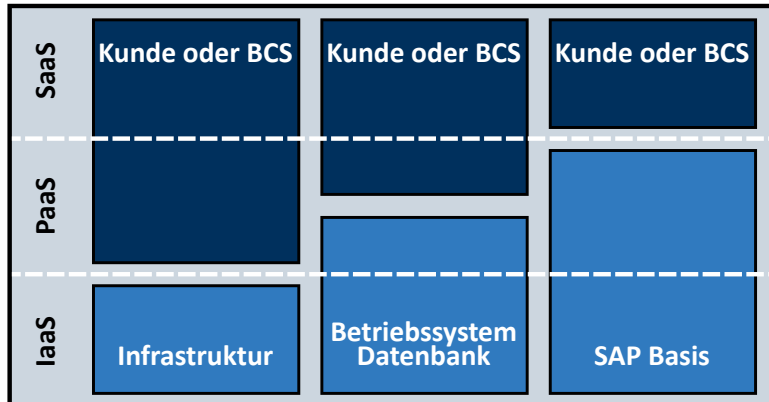 SaaS
Kunde oder BCS
Kunde oder BCS
Kunde oder BCS
PaaS
IaaS
Infrastruktur
Betriebssystem
Datenbank
SAP Basis